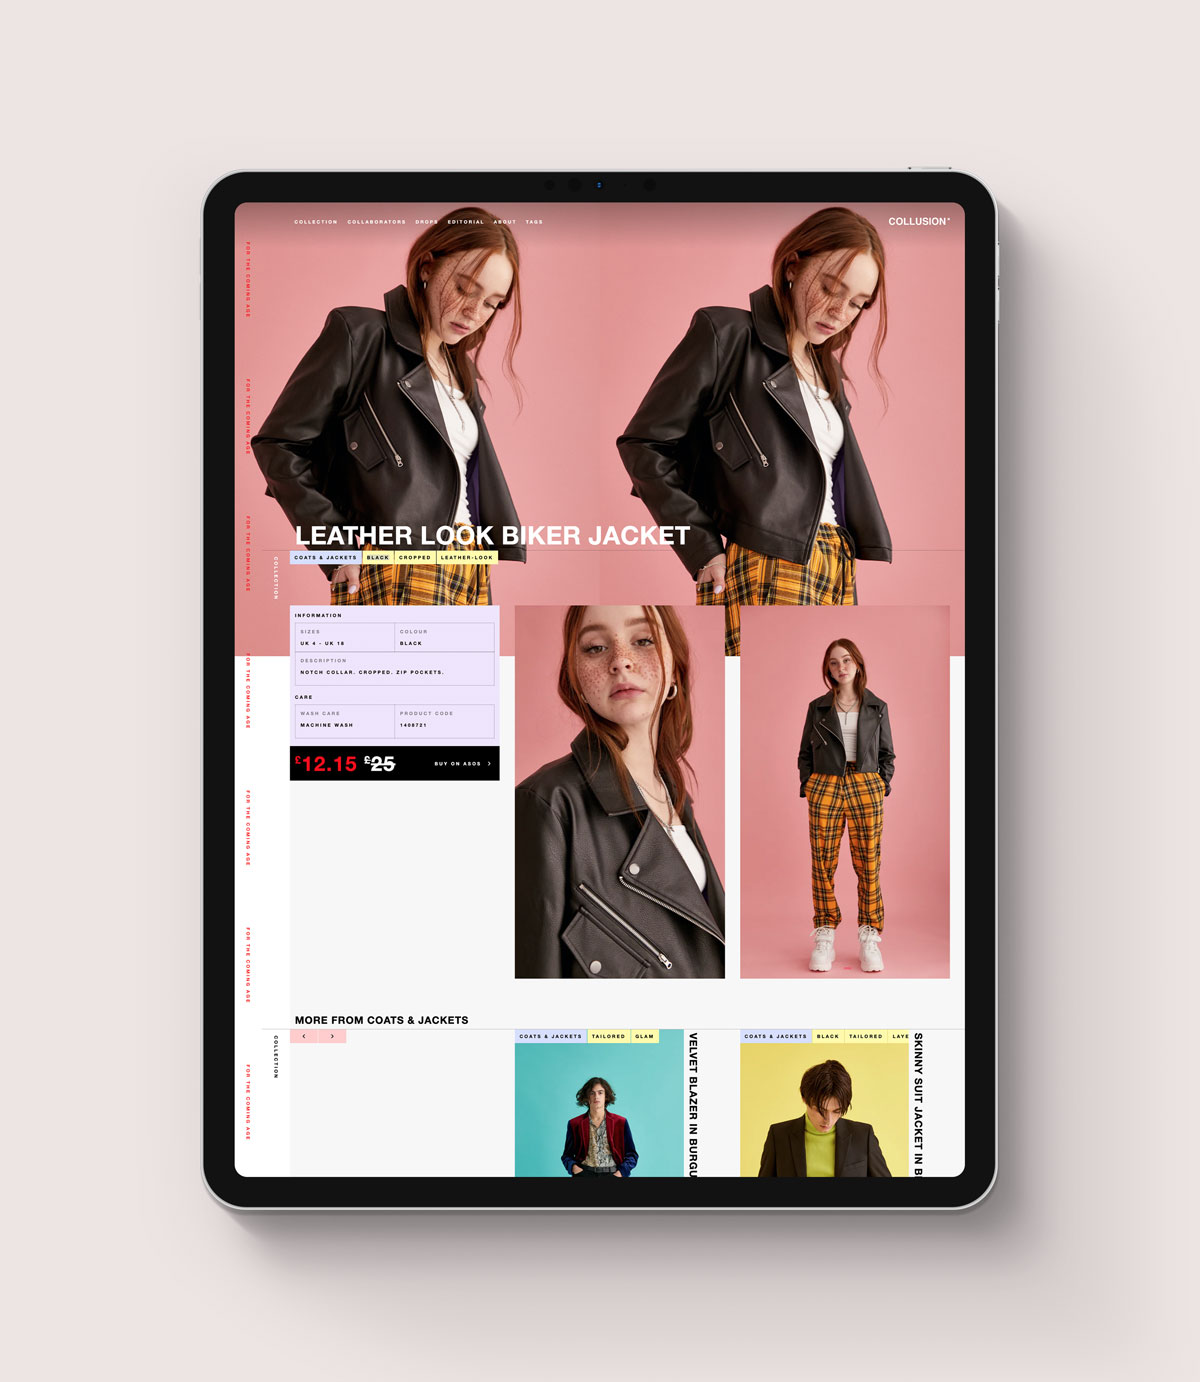 COLLECTION COLLABORATORS DROPS EDITORIAL ABOUT TAGS
COLLUSION
FOR THE COMING AGE
FOR THE COMING AGE
FOR THE COMING AGE
FOR THE COMING AGE
FOR THE COMING AGE
FOR THE COMING AGE
FOR THE COMING AGE
LEATHER LOOK BIKER JACKET
COLLECTION
COATS & JACKETS BLACK CROPPED LEATHER-LOOK
INFORMATION
SIZES COLOUR
UK 4 - UK 18 BLACK
DESCRIPTION
NOTCH COLLAR. CROPPED. ZIP POCKETS.
CARE
WASH CARE PRODUCT CODE
MACHINE WASH 1408721
£12.15 £25 BUY ON ASOS >
MORE FROM COATS & JACKETS
COLLECTION
< >
COATS & JACKETS TAILORED GLAM
VELVET BLAZER IN BURGU
COATS & JACKETS BLACK TAILORED LAYE
SKINNY SUIT JACKET IN B